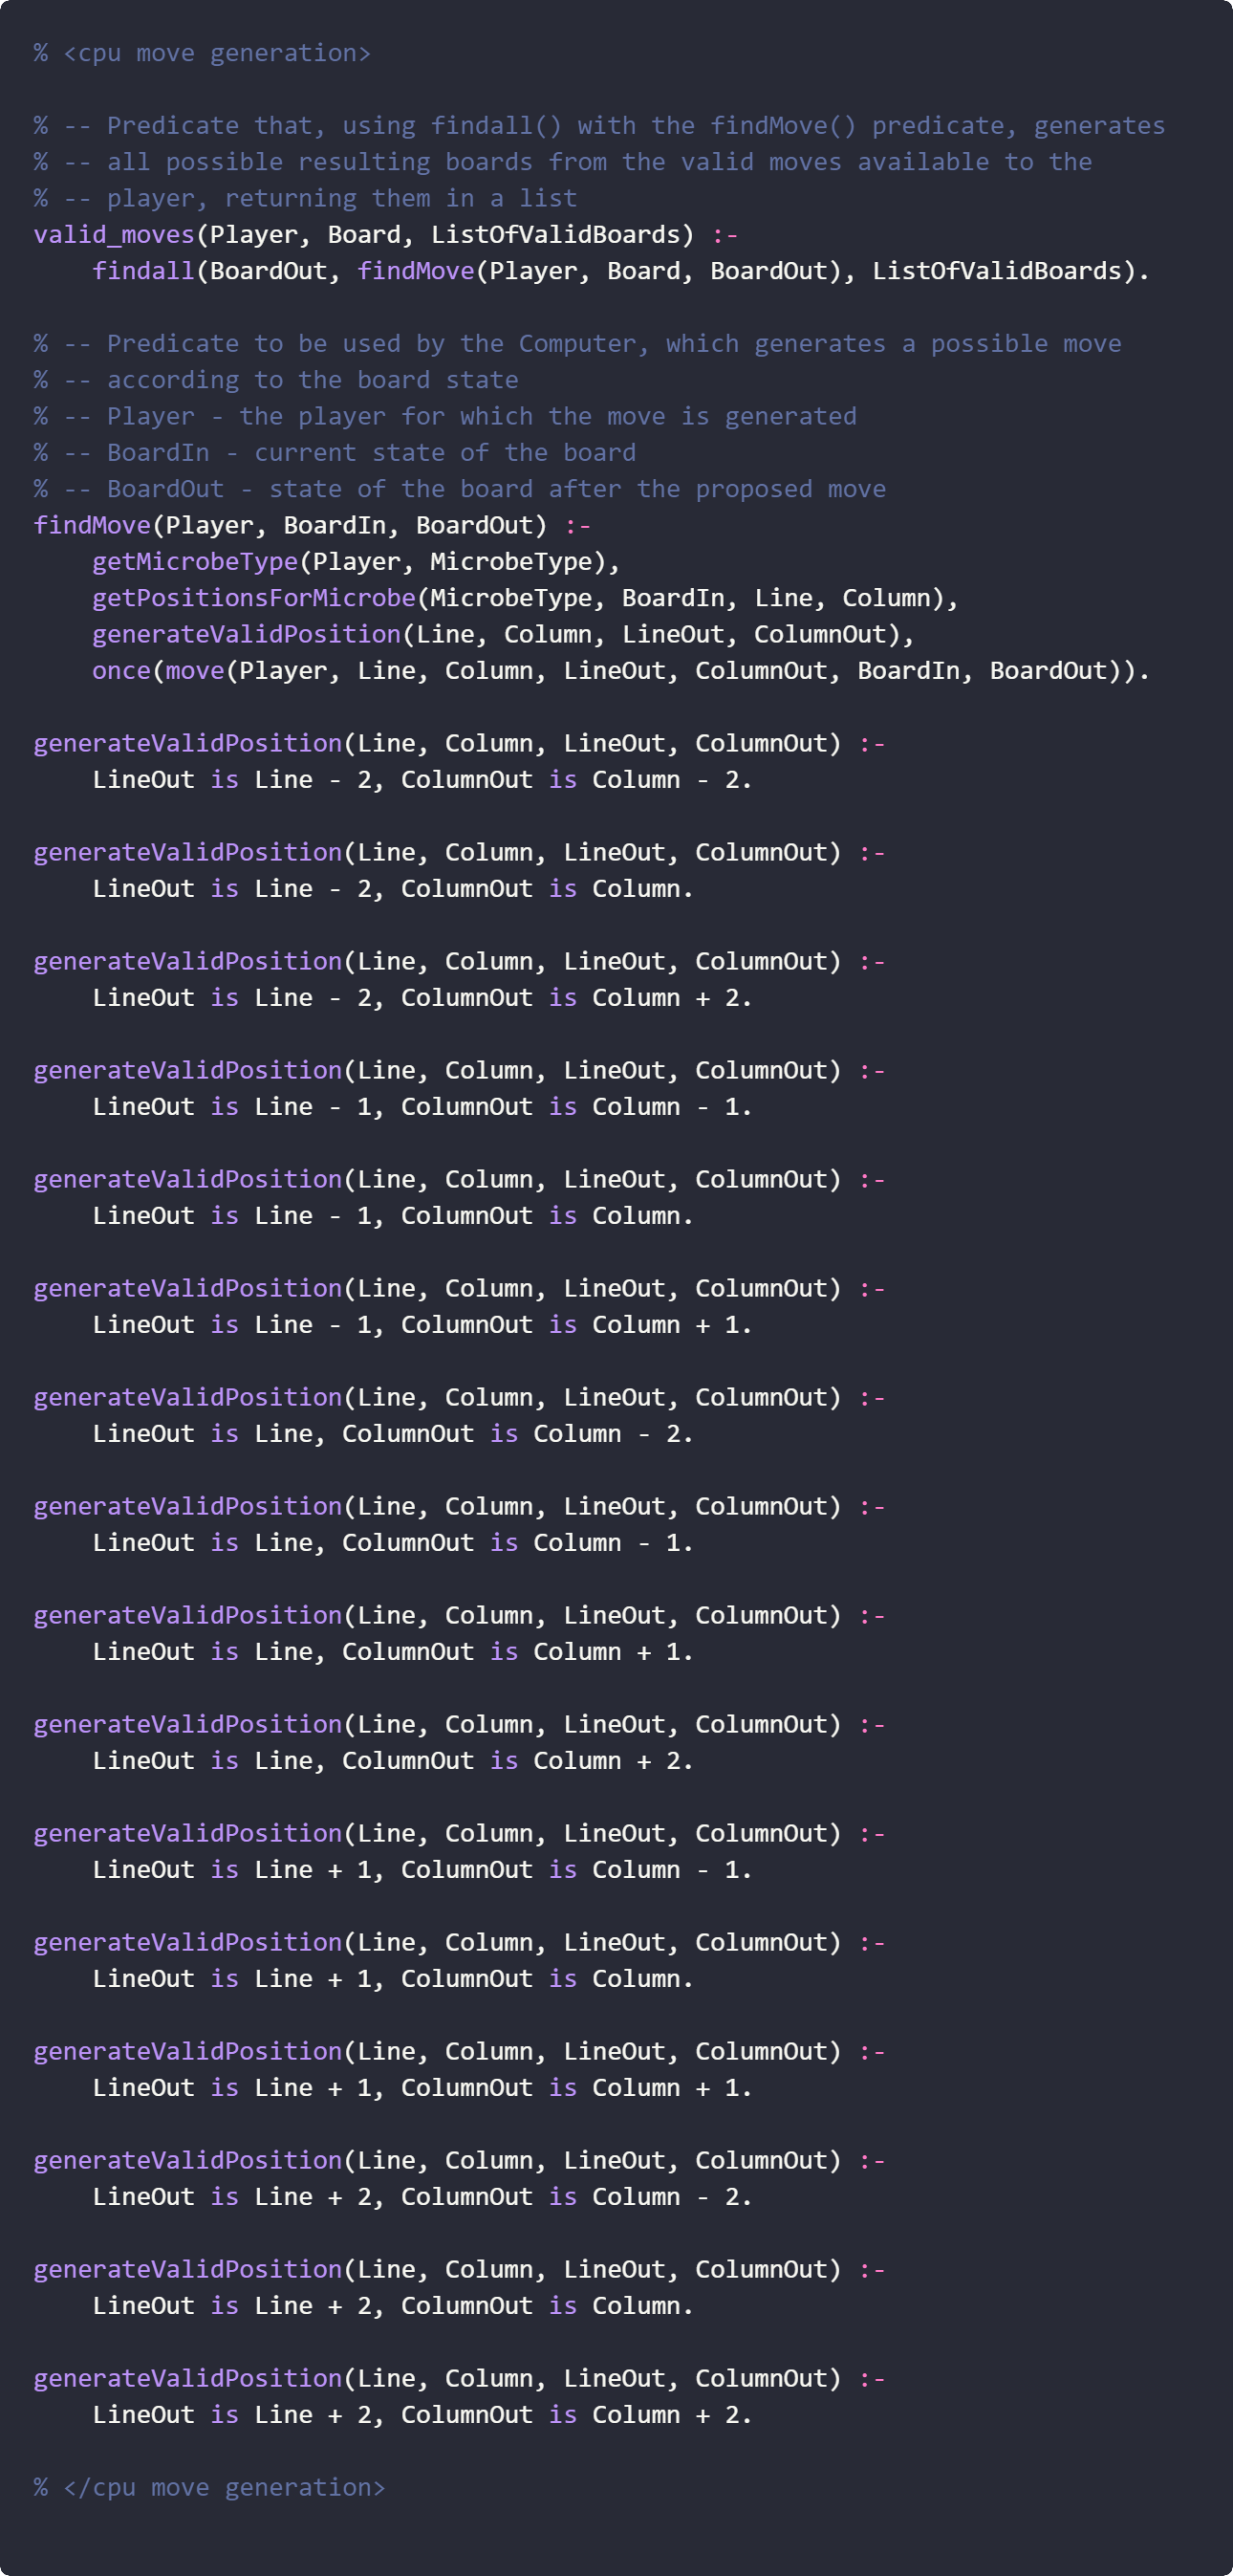 % <cpu move generation>

% -- Predicate that, using findall() with the findMove() predicate, generates
% -- all possible resulting boards from the valid moves available to the
% -- player, returning them in a list
valid_moves(Player, Board, ListOfValidBoards) :-
    findall(BoardOut, findMove(Player, Board, BoardOut), ListOfValidBoards).

% -- Predicate to be used by the Computer, which generates a possible move
% -- according to the board state
% -- Player - the player for which the move is generated
% -- BoardIn - current state of the board
% -- BoardOut - state of the board after the proposed move
findMove(Player, BoardIn, BoardOut) :-
    getMicrobeType(Player, MicrobeType),
    getPositionsForMicrobe(MicrobeType, BoardIn, Line, Column),
    generateValidPosition(Line, Column, LineOut, ColumnOut),
    once(move(Player, Line, Column, LineOut, ColumnOut, BoardIn, BoardOut)).

generateValidPosition(Line, Column, LineOut, ColumnOut) :-
    LineOut is Line - 2, ColumnOut is Column - 2.

generateValidPosition(Line, Column, LineOut, ColumnOut) :-
    LineOut is Line - 2, ColumnOut is Column.

generateValidPosition(Line, Column, LineOut, ColumnOut) :-
    LineOut is Line - 2, ColumnOut is Column + 2.

generateValidPosition(Line, Column, LineOut, ColumnOut) :-
    LineOut is Line - 1, ColumnOut is Column - 1.

generateValidPosition(Line, Column, LineOut, ColumnOut) :-
    LineOut is Line - 1, ColumnOut is Column.

generateValidPosition(Line, Column, LineOut, ColumnOut) :-
    LineOut is Line - 1, ColumnOut is Column + 1.

generateValidPosition(Line, Column, LineOut, ColumnOut) :-
    LineOut is Line, ColumnOut is Column - 2.

generateValidPosition(Line, Column, LineOut, ColumnOut) :-
    LineOut is Line, ColumnOut is Column - 1.

generateValidPosition(Line, Column, LineOut, ColumnOut) :-
    LineOut is Line, ColumnOut is Column + 1.

generateValidPosition(Line, Column, LineOut, ColumnOut) :-
    LineOut is Line, ColumnOut is Column + 2.

generateValidPosition(Line, Column, LineOut, ColumnOut) :-
    LineOut is Line + 1, ColumnOut is Column - 1.

generateValidPosition(Line, Column, LineOut, ColumnOut) :-
    LineOut is Line + 1, ColumnOut is Column.

generateValidPosition(Line, Column, LineOut, ColumnOut) :-
    LineOut is Line + 1, ColumnOut is Column + 1.

generateValidPosition(Line, Column, LineOut, ColumnOut) :-
    LineOut is Line + 2, ColumnOut is Column - 2.

generateValidPosition(Line, Column, LineOut, ColumnOut) :-
    LineOut is Line + 2, ColumnOut is Column.

generateValidPosition(Line, Column, LineOut, ColumnOut) :-
    LineOut is Line + 2, ColumnOut is Column + 2.

% </cpu move generation>